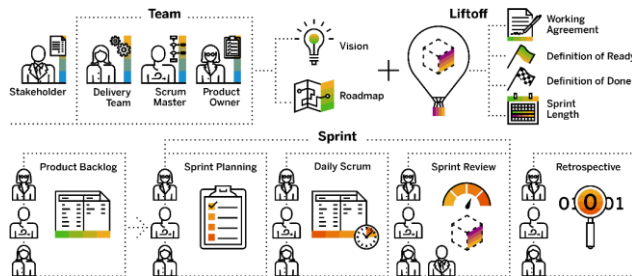 Team
Liftoff
Stakeholder
Delivery
Team
Scrum
Master
Product
Owner
Vision
Roadmap
Working
Agreement
Definition of Ready
Definition of Done
Sprint
Length
Sprint
Product Backlog
Sprint Planning
Daily Scrum
Sprint Review
Retrospective
01001